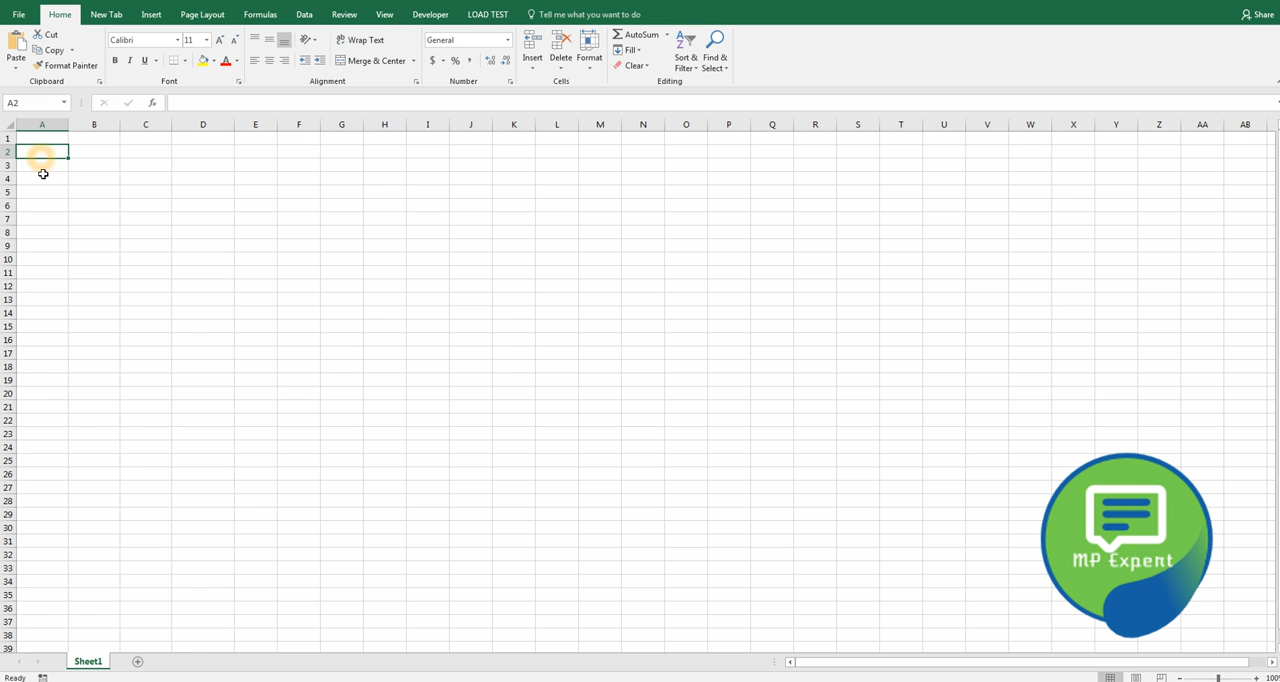 File Home New Tab Insert Page Layout Formulas Data Review View Developer LOAD TEST Tell me what you want to do Share
Cut
Copy
Format Painter
Paste
Calibri 11
B I U
A
Wrap Text
Merge & Center
General
$ % ,
Insert Delete Format
AutoSum
Fill
Clear
Sort & Filter
Find & Select
Clipboard Font Alignment Number Cells Editing
A2 fx
A B C D E F G H I J K L M N O P Q R S T U V W X Y Z AA AB
1
2
3
4
5
6
7
8
9
10
11
12
13
14
15
16
17
18
19
20
21
22
23
24
25
26
27
28
29
30
31
32
33
34
35
36
37
38
39
MP Expert
Sheet1
Ready
100